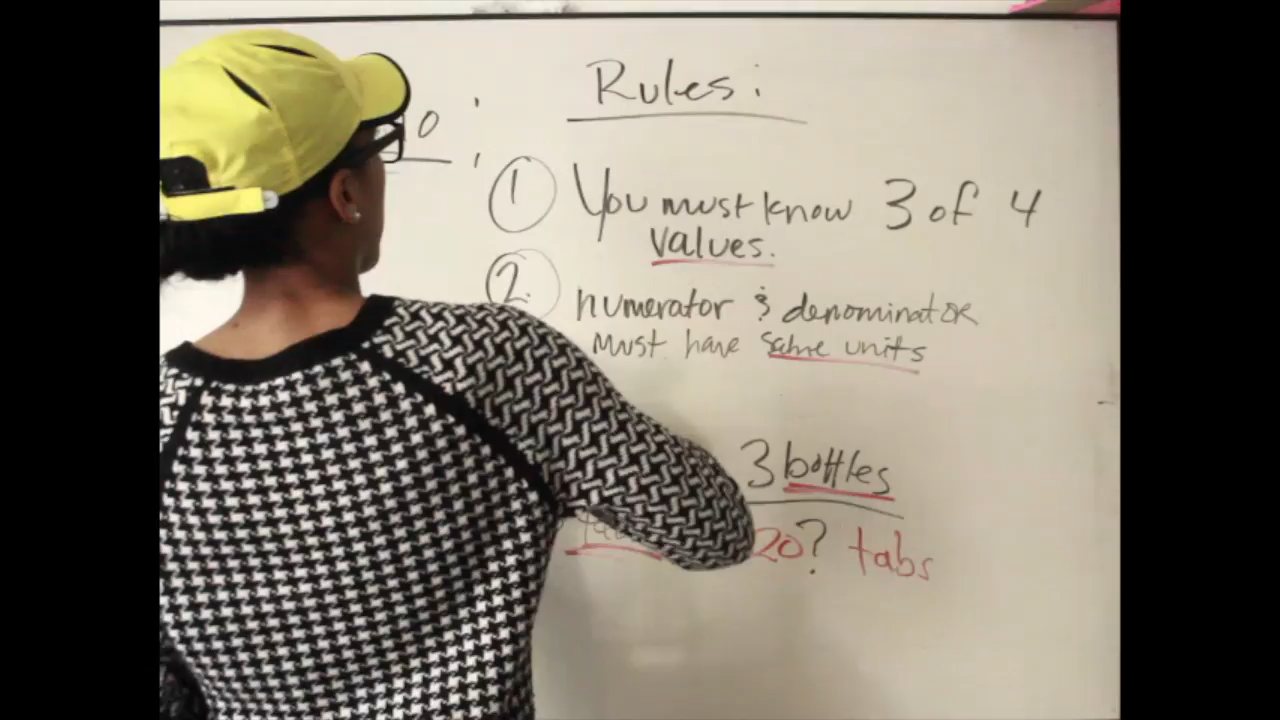 Rules:
1 You must know 3 of 4
values.
2. numerator & denominator
must have same units
3 bottles
20? tabs